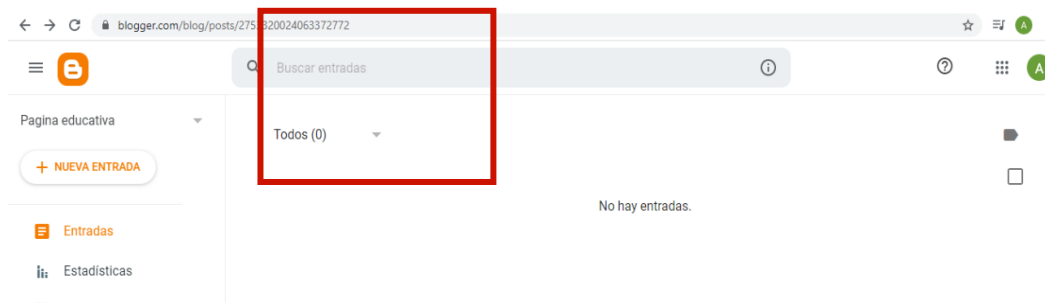 blogger.com/blog/posts/275 320024063372772
A
Buscar entradas
A
Pagina educativa
Todos (0)
+ NUEVA ENTRADA
No hay entradas.
Entradas
Estadísticas